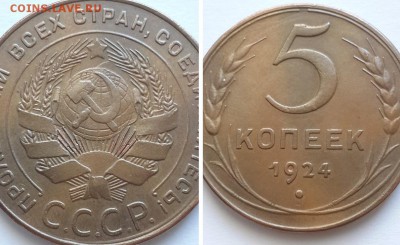 COINS.LAVE.RU
ВСЕХ СТРАН, СОЕД
С.С.С.Р.
5
КОПЕЕК
1924